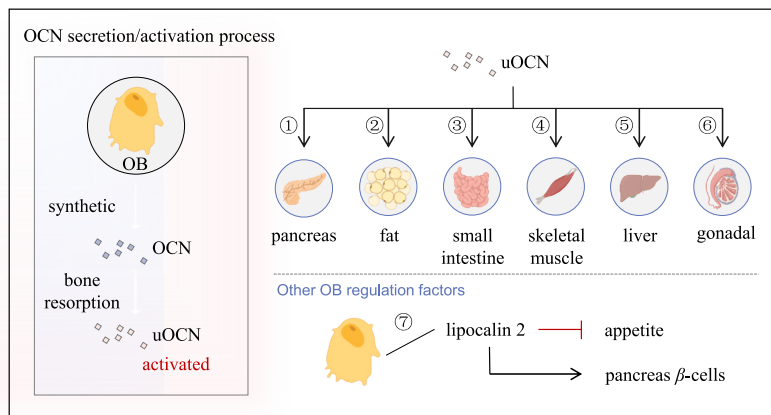 OCN secretion/activation process
OB
synthetic
OCN
bone
resorption
uOCN
activated
uOCN
① ② ③ ④ ⑤ ⑥
pancreas
fat
small
intestine
skeletal
muscle
liver
gonadal
Other OB regulation factors
⑦
lipocalin 2
appetite
pancreas β-cells